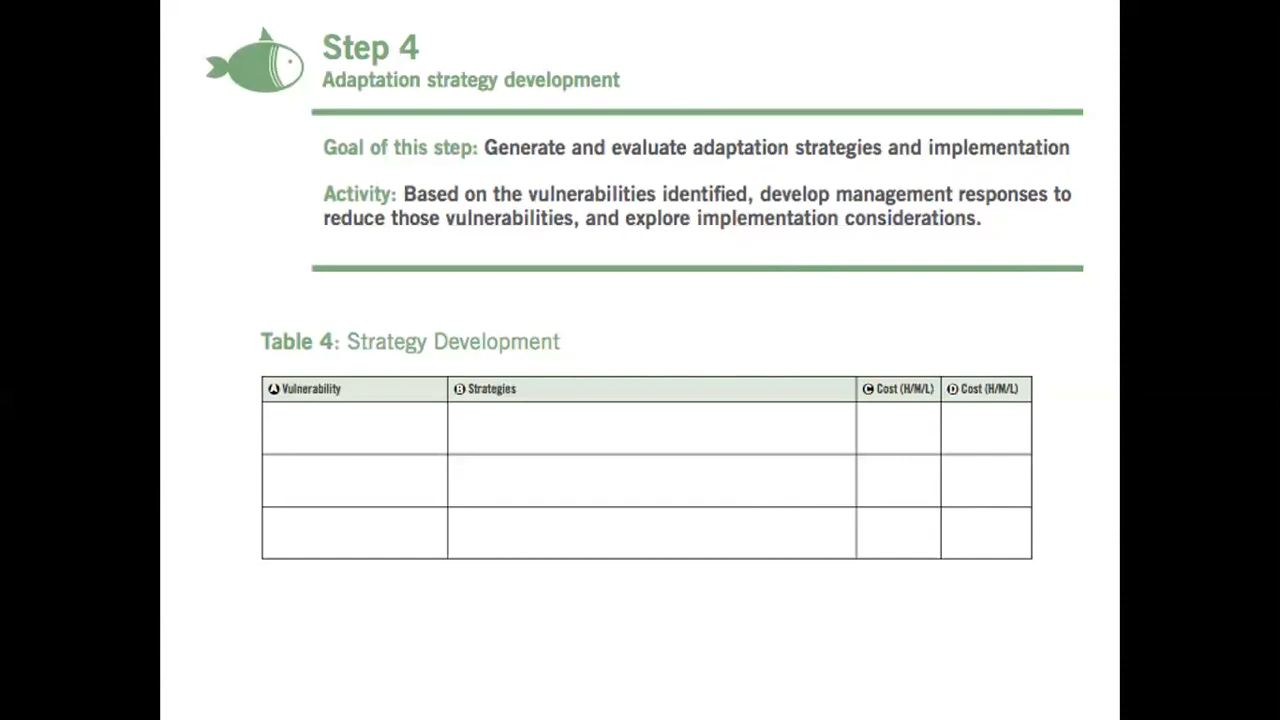 Step 4
Adaptation strategy development
Goal of this step: Generate and evaluate adaptation strategies and implementation
Activity: Based on the vulnerabilities identified, develop management responses to
reduce those vulnerabilities, and explore implementation considerations.
Table 4: Strategy Development
A Vulnerability B Strategies C Cost (H/M/L) D Cost (H/M/L)